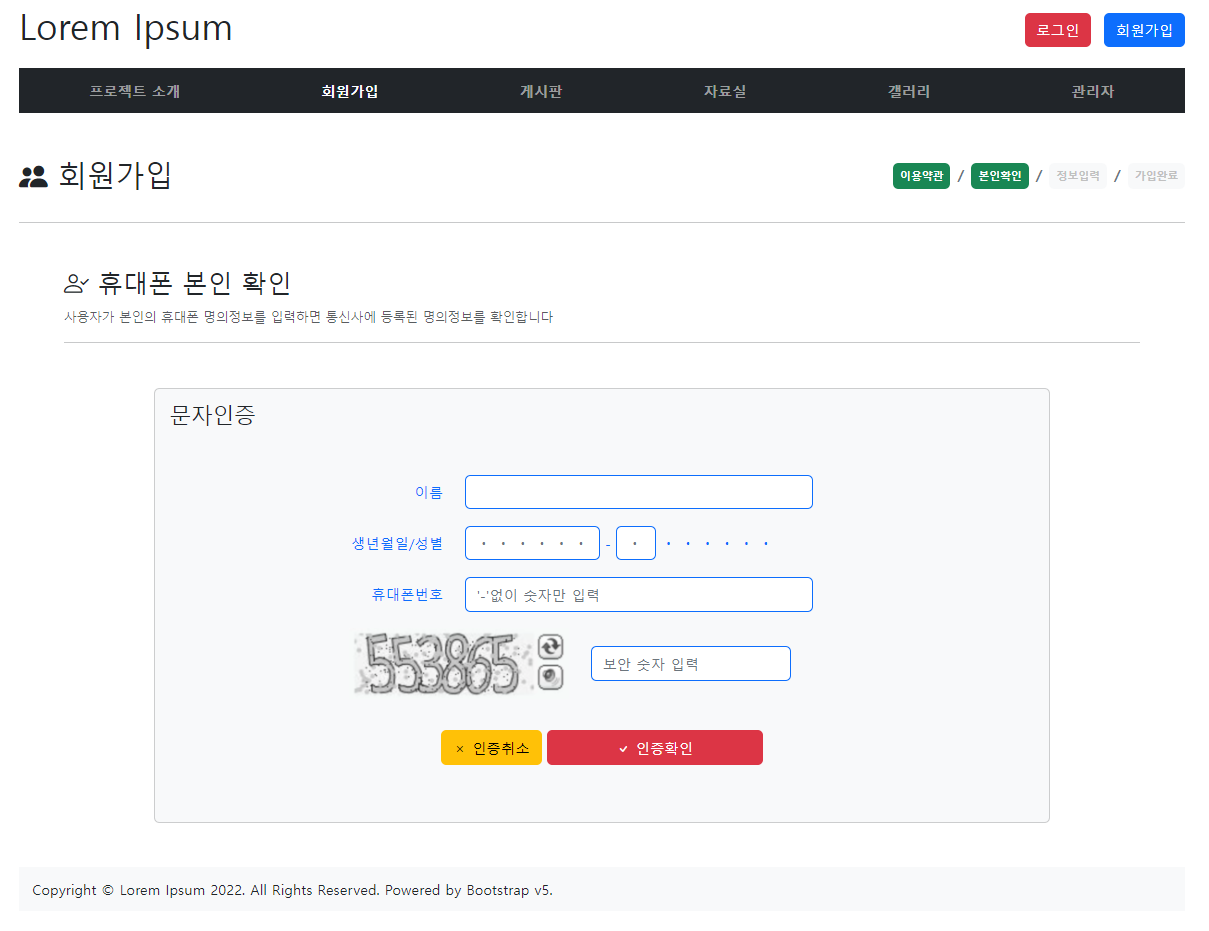 Lorem Ipsum
로그인 회원가입
프로젝트 소개 회원가입 게시판 자료실 갤러리 관리자
회원가입
이용약관 / 본인확인 / 정보입력 / 가입완료
휴대폰 본인 확인
사용자가 본인의 휴대폰 명의정보를 입력하면 통신사에 등록된 명의정보를 확인합니다
문자인증
이름
생년월일/성별 · · · · · · - · · · · · · ·
휴대폰번호 '-'없이 숫자만 입력
553865 보안 숫자 입력
× 인증취소 ✓ 인증확인
Copyright © Lorem Ipsum 2022. All Rights Reserved. Powered by Bootstrap v5.